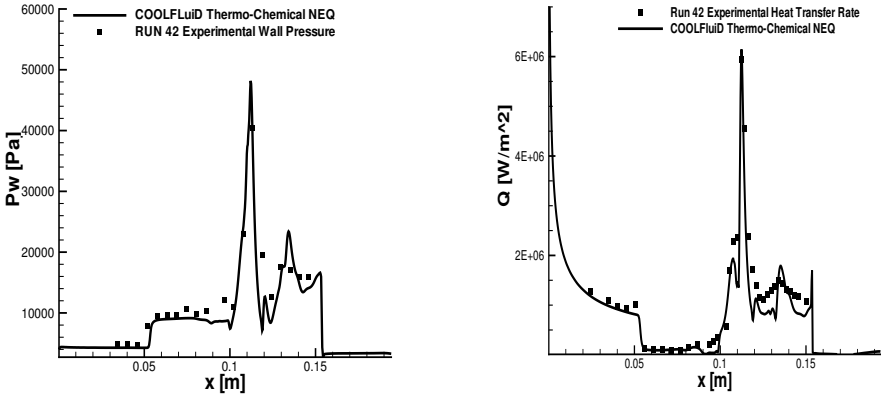 60000
COOLFLuiD Thermo-Chemical NEQ
RUN 42 Experimental Wall Pressure
50000
40000
30000
20000
10000
Pw [Pa]
0.05
0.1
0.15
x [m]
Run 42 Experimental Heat Transfer Rate
COOLFLuiD Thermo-Chemical NEQ
6E+06
4E+06
2E+06
Q [W/m^2]
0.05
0.1
0.15
x [m]